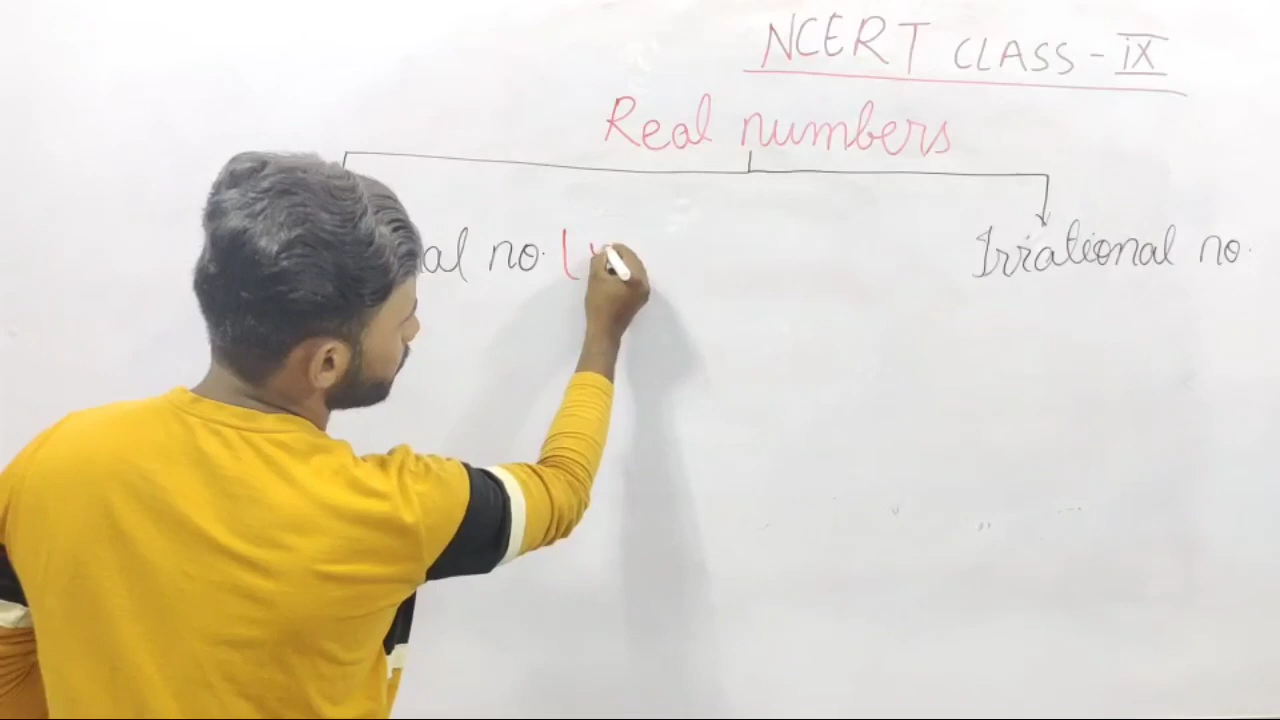 NCERT CLASS - IX
Real numbers
al no. (
Irrational no.